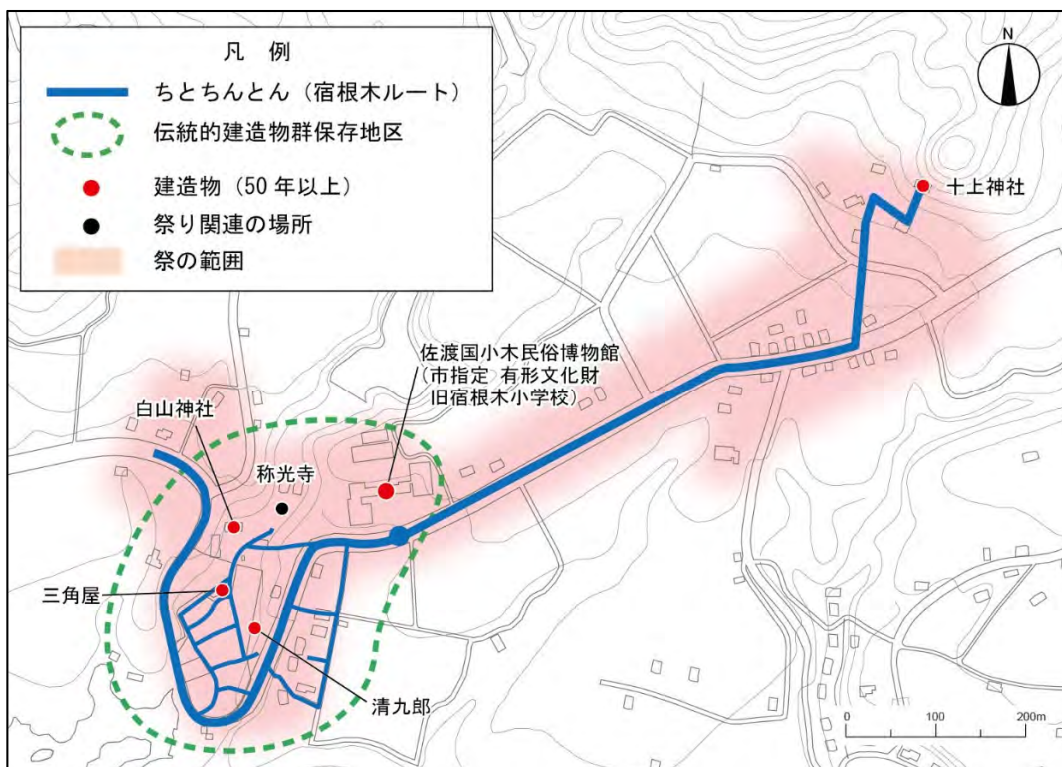 凡 例
ちとちんとん（宿根木ルート）
伝統的建造物群保存地区
建造物（50 年以上）
祭り関連の場所
祭の範囲
N
十上神社
佐渡国小木民俗博物館
（市指定 有形文化財
旧宿根木小学校）
白山神社
称光寺
三角屋
清九郎
0 100 200m